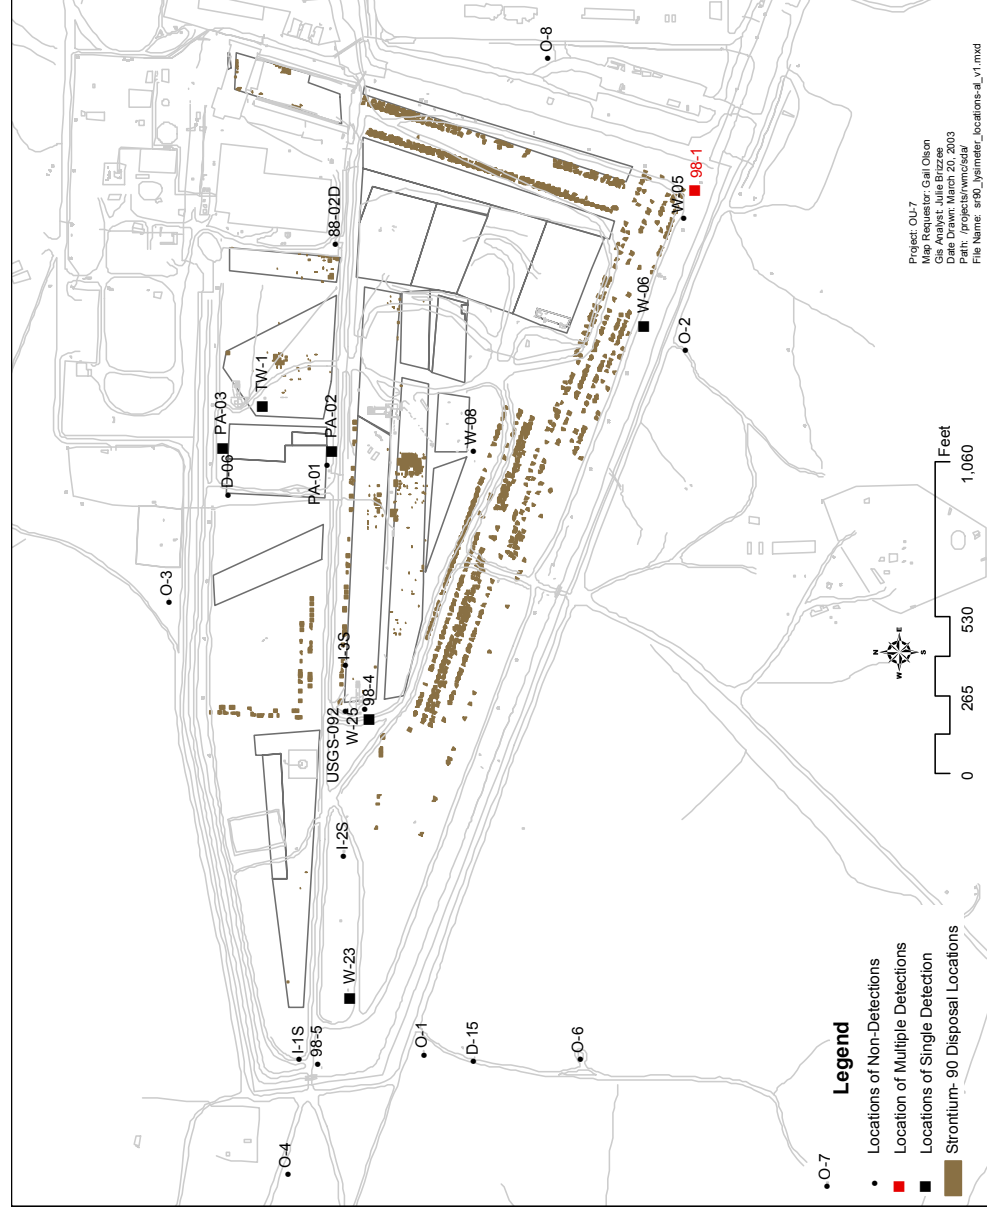 O-8
98-1
W-05
88-02D
W-06
O-2
TW-1
PA-03
PA-02
D-06
PA-01
W-08
O-3
I-3S
USGS-092
W-25
98-4
I-2S
W-23
I-1S
98-5
O-1
D-15
O-6
O-4
O-7
N
W
E
S
0
265
530
1,060
Feet
Legend
Locations of Non-Detections
Location of Multiple Detections
Locations of Single Detection
Strontium- 90 Disposal Locations
Project: OU-7
Map Requestor: Gail Olson
Gis Analyst: Julie Brizzee
Date Drawn: March 20, 2003
Path: /projects/rwmc/sda/
File Name: sr90_lysimeter_locations-al_v1.mxd